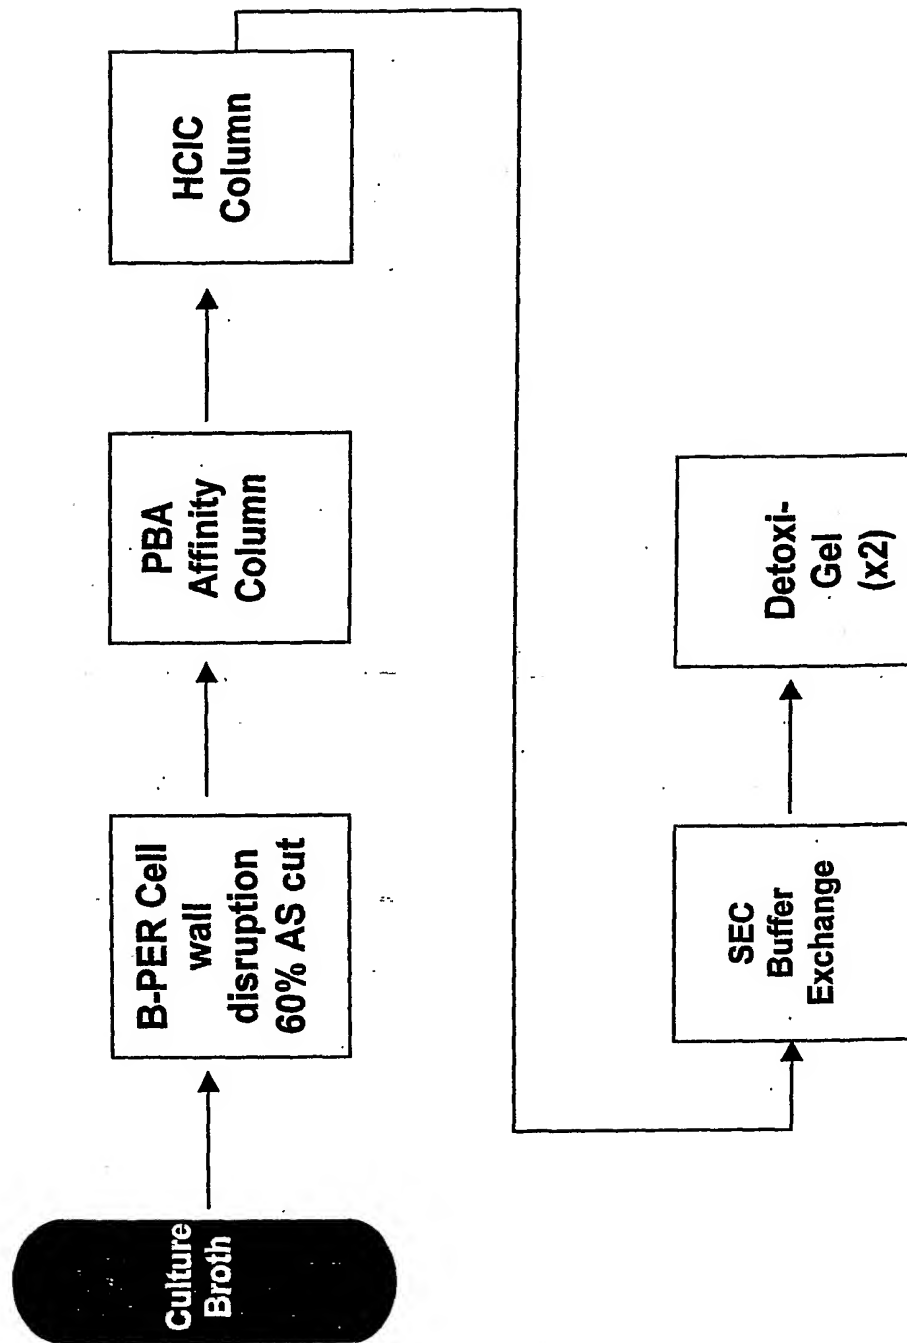 Culture
Broth
B-PER Cell
wall
disruption
60% AS cut
PBA
Affinity
Column
HCIC
Column
SEC
Buffer
Exchange
Detoxi-
Gel
(x2)